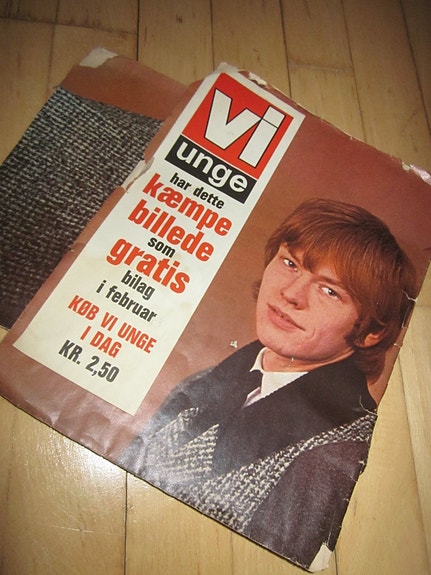 vi
unge
har dette
kæmpe
billede
som
gratis
bilag
i februar
KØB VI UNGE
I DAG
KR. 2,50